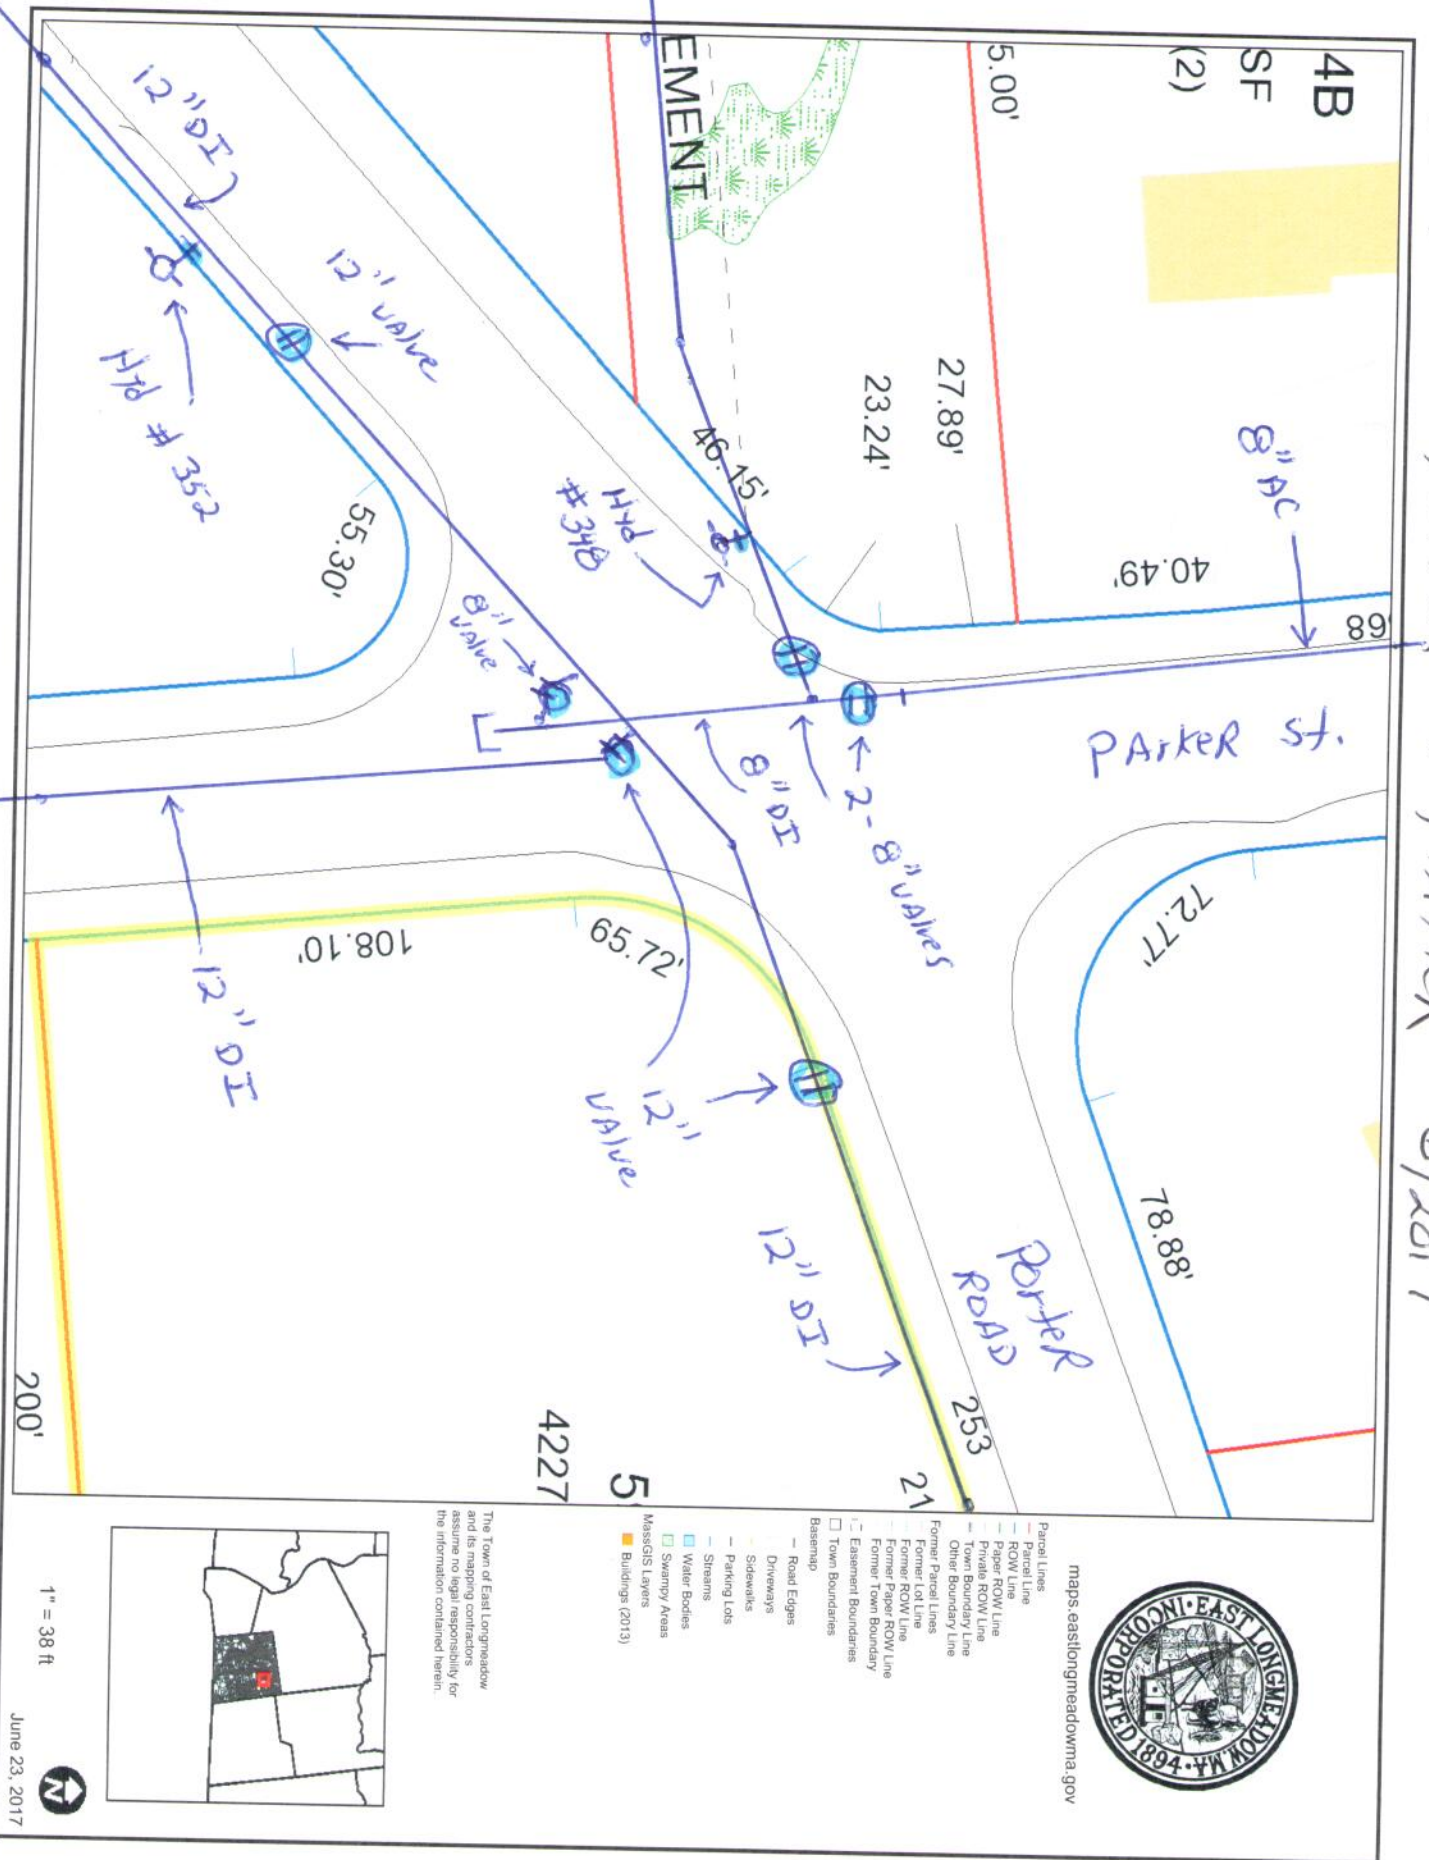 4B
SF
(2)
5.00'
EMENT
27.89'
23.24'
46.15'
40.49'
68
8" AC
PArkeR St.
12" DI
12" vAlve
Hyd # 352
Hyd
#348
55.30'
8"
vAlve
8" DI
2-8" vAlves
72.77'
65.72'
108.10'
12" DI
12"
vAlve
78.88'
PorteR
ROAD
12" DI
253
21
4227
5
200'
6/2017
INCORPORATED 1894 · EAST LONGMEADOW, MA
maps.eastlongmeadowma.gov
Parcel Lines
Parcel Line
ROW Line
Paper ROW Line
Private ROW Line
Town Boundary Line
Other Boundary Line
Former Parcel Lines
Former Lot Line
Former ROW Line
Former Paper ROW Line
Former Town Boundary
Easement Boundaries
Town Boundaries
Basemap
Road Edges
Driveways
Sidewalks
Parking Lots
Streams
Water Bodies
Swampy Areas
MassGIS Layers
Buildings (2013)
The Town of East Longmeadow
and its mapping contractors
assume no legal responsibility for
the information contained herein.
1" = 38 ft
N
June 23, 2017